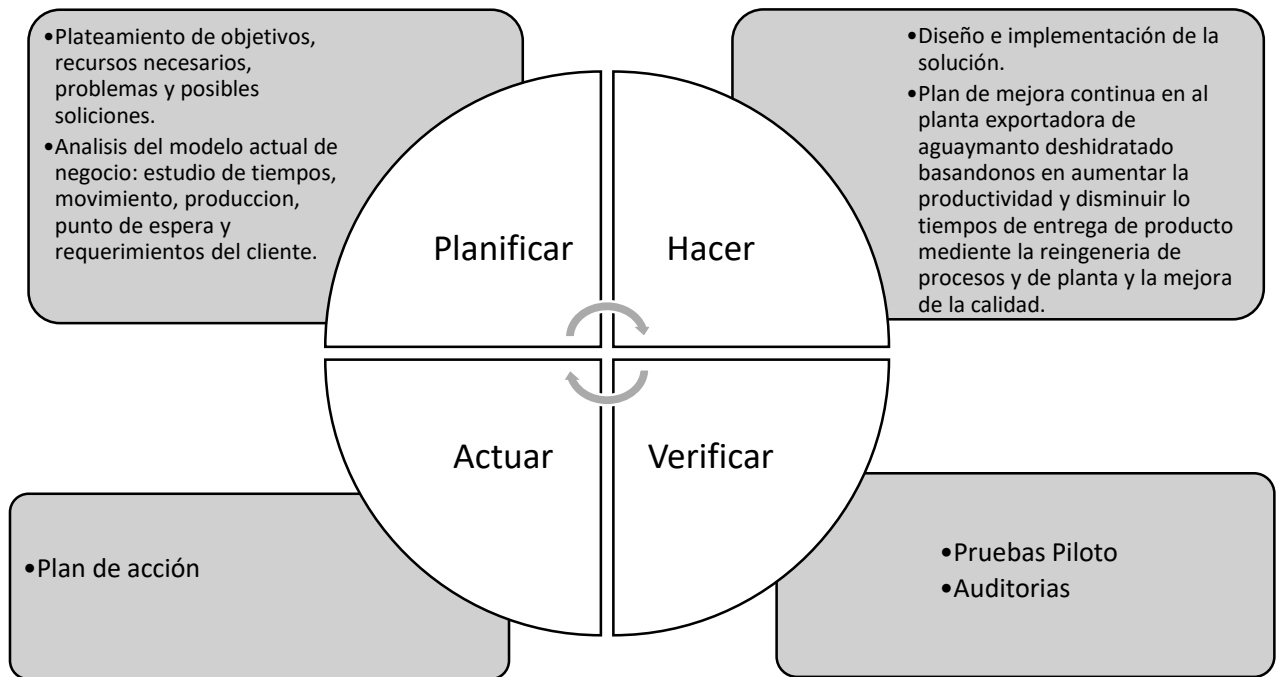 •Plateamiento de objetivos,
recursos necesarios,
problemas y posibles
soliciones.
•Analisis del modelo actual de
negocio: estudio de tiempos,
movimiento, produccion,
punto de espera y
requerimientos del cliente.
•Diseño e implementación de la
solución.
•Plan de mejora continua en al
planta exportadora de
aguaymanto deshidratado
basandonos en aumentar la
productividad y disminuir lo
tiempos de entrega de producto
mediente la reingeneria de
procesos y de planta y la mejora
de la calidad.
Planificar
Hacer
Actuar
Verificar
•Plan de acción
•Pruebas Piloto
•Auditorias